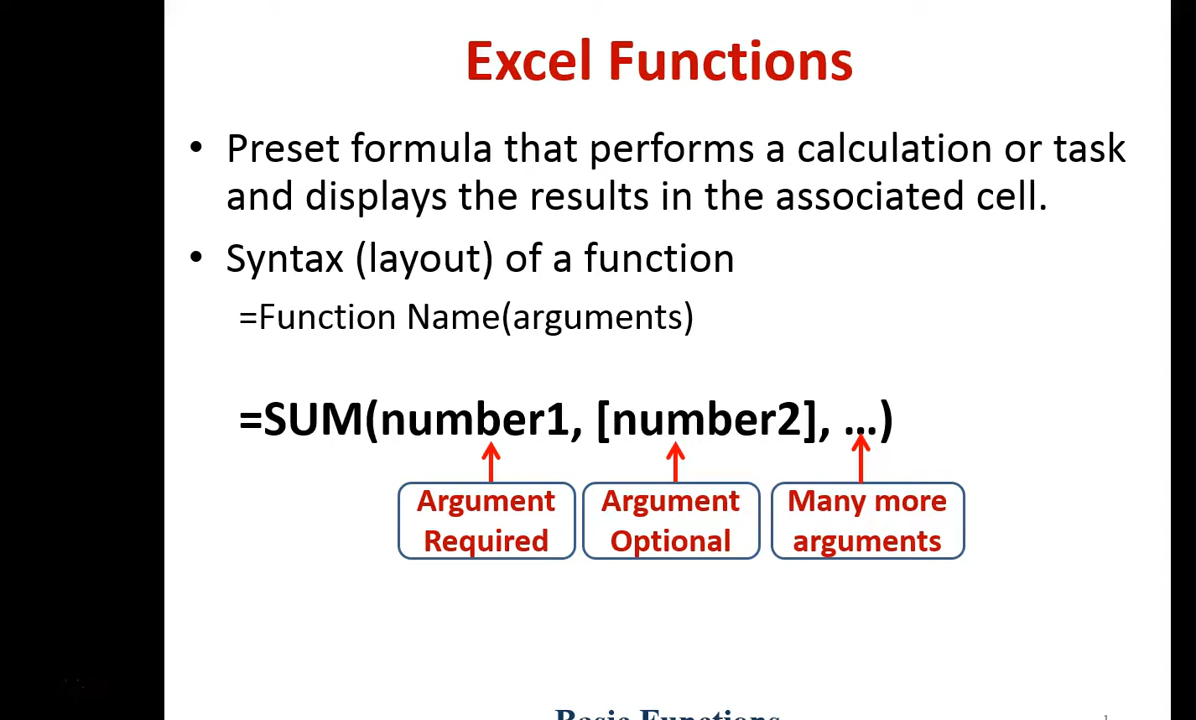 Excel Functions
• Preset formula that performs a calculation or task
and displays the results in the associated cell.
• Syntax (layout) of a function
=Function Name(arguments)
=SUM(number1, [number2], ...)
Argument
Required
Argument
Optional
Many more
arguments
Basic Functions
1